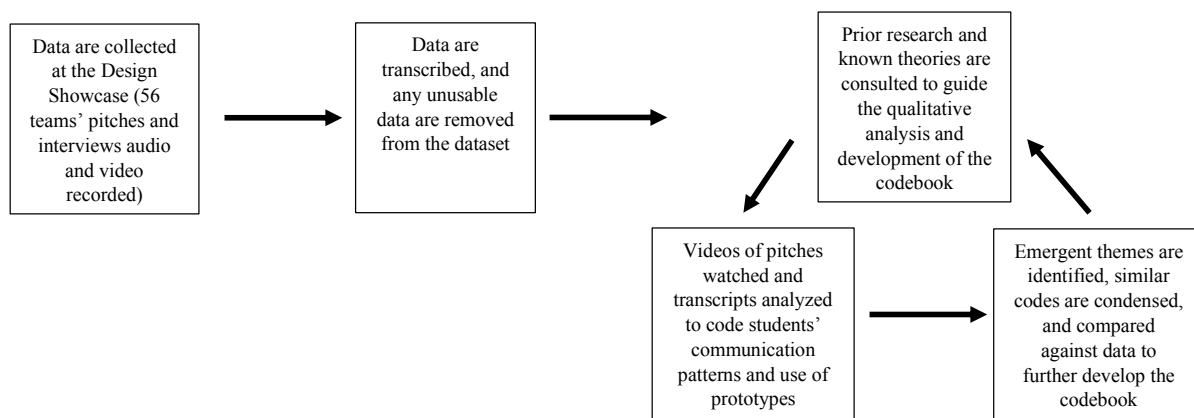 Data are collected
at the Design
Showcase (56
teams’ pitches and
interviews audio
and video
recorded)
Data are
transcribed, and
any unusable
data are removed
from the dataset
Prior research and
known theories are
consulted to guide
the qualitative
analysis and
development of the
codebook
Videos of pitches
watched and
transcripts analyzed
to code students’
communication
patterns and use of
prototypes
Emergent themes are
identified, similar
codes are condensed,
and compared
against data to
further develop the
codebook